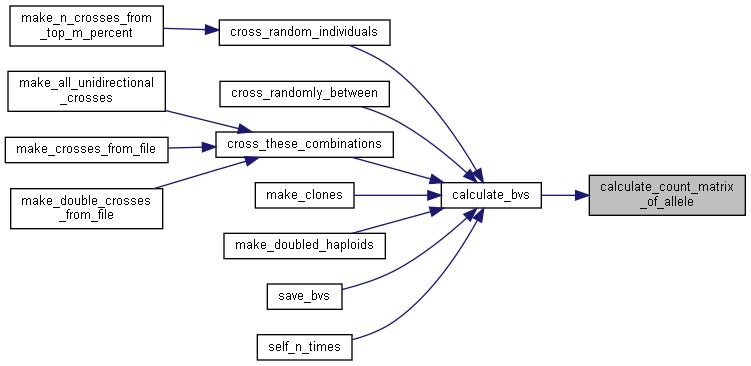 make_n_crosses_from
_top_m_percent
cross_random_individuals
make_all_unidirectional
_crosses
cross_randomly_between
make_crosses_from_file
cross_these_combinations
make_double_crosses
_from_file
make_clones
calculate_bvs
calculate_count_matrix
_of_allele
make_doubled_haploids
save_bvs
self_n_times